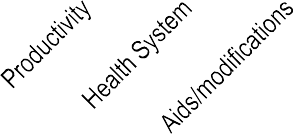 Productivity
Health System
Aids/modifications